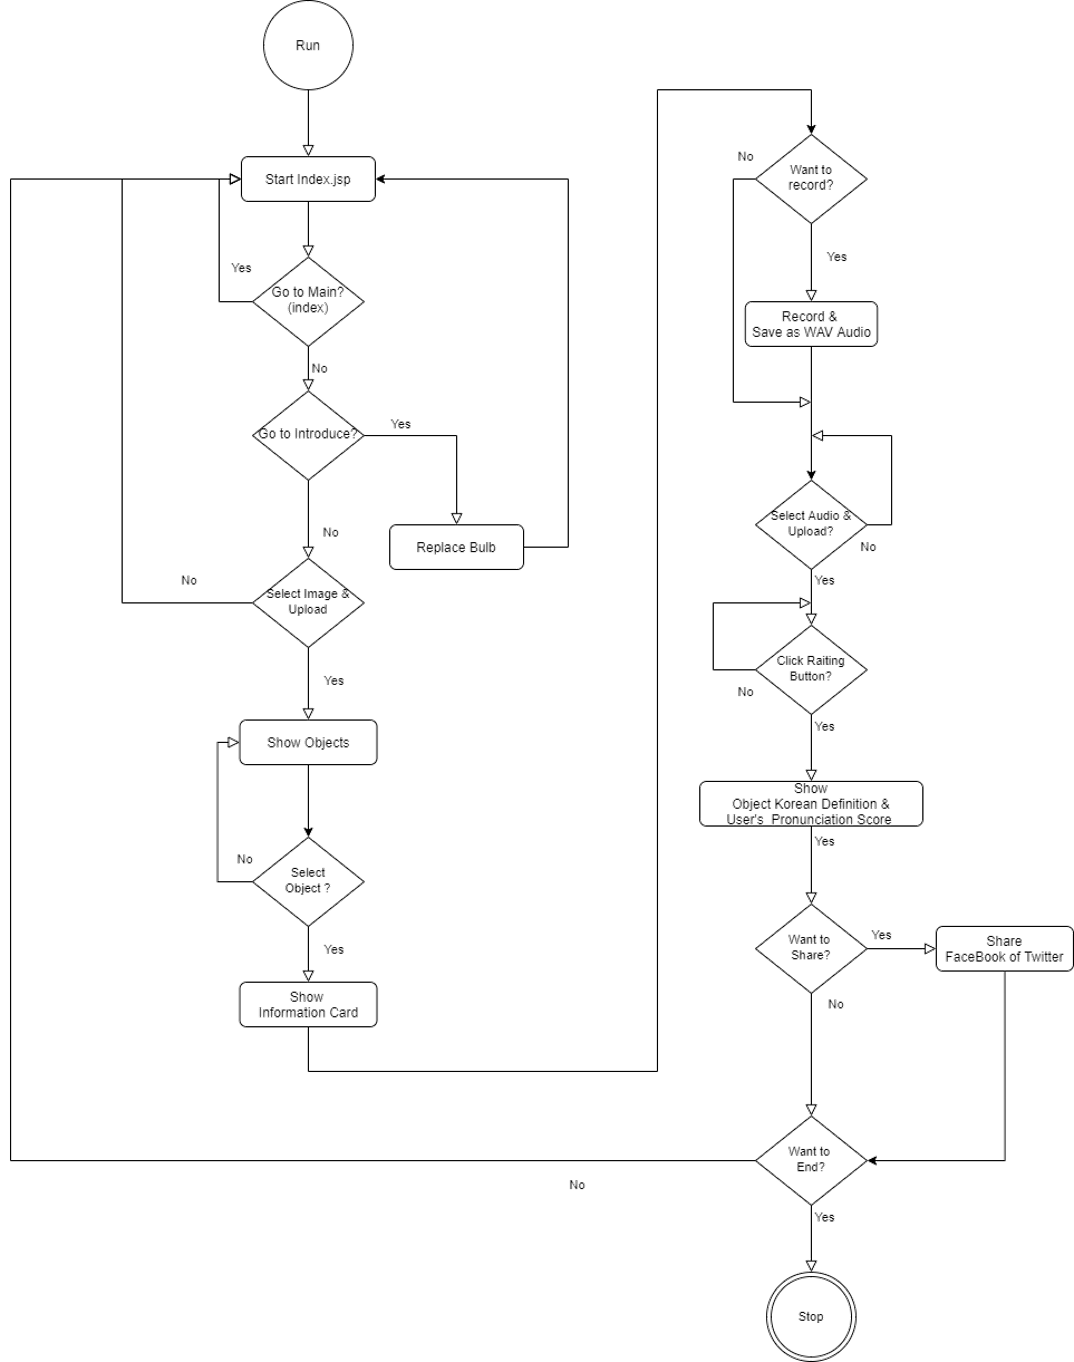 Run
Start Index.jsp
Yes
Go to Main?
(index)
No
Go to Introduce?
Yes
No
Replace Bulb
No
Select Image &
Upload
Yes
Show Objects
No
Select
Object ?
Yes
Show
Information Card
No
Want to
record?
Yes
Record &
Save as WAV Audio
Select Audio &
Upload?
No
Yes
Click Raiting
Button?
No
Yes
Show
Object Korean Definition &
User's  Pronunciation Score
Yes
Want to
Share?
Yes
Share
FaceBook of Twitter
No
Want to
End?
No
Yes
Stop